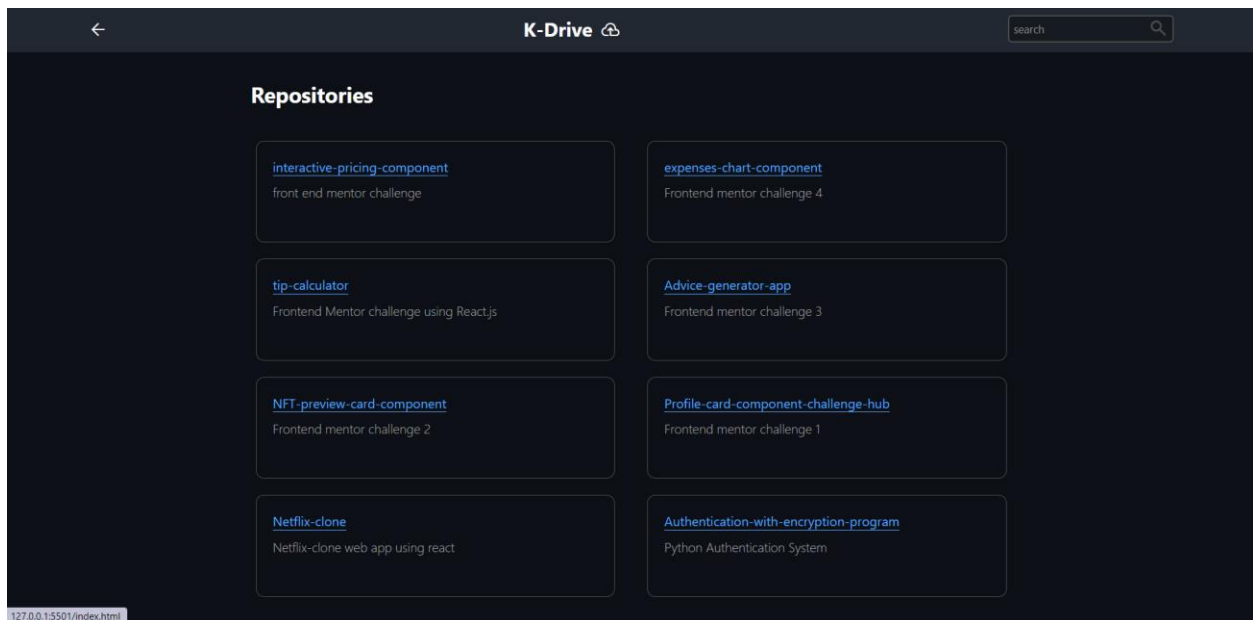 K-Drive
search
Repositories
interactive-pricing-component
front end mentor challenge
expenses-chart-component
Frontend mentor challenge 4
tip-calculator
Frontend Mentor challenge using React.js
Advice-generator-app
Frontend mentor challenge 3
NFT-preview-card-component
Frontend mentor challenge 2
Profile-card-component-challenge-hub
Frontend mentor challenge 1
Netflix-clone
Netflix-clone web app using react
Authentication-with-encryption-program
Python Authentication System
127.0.0.1:5501/index.html